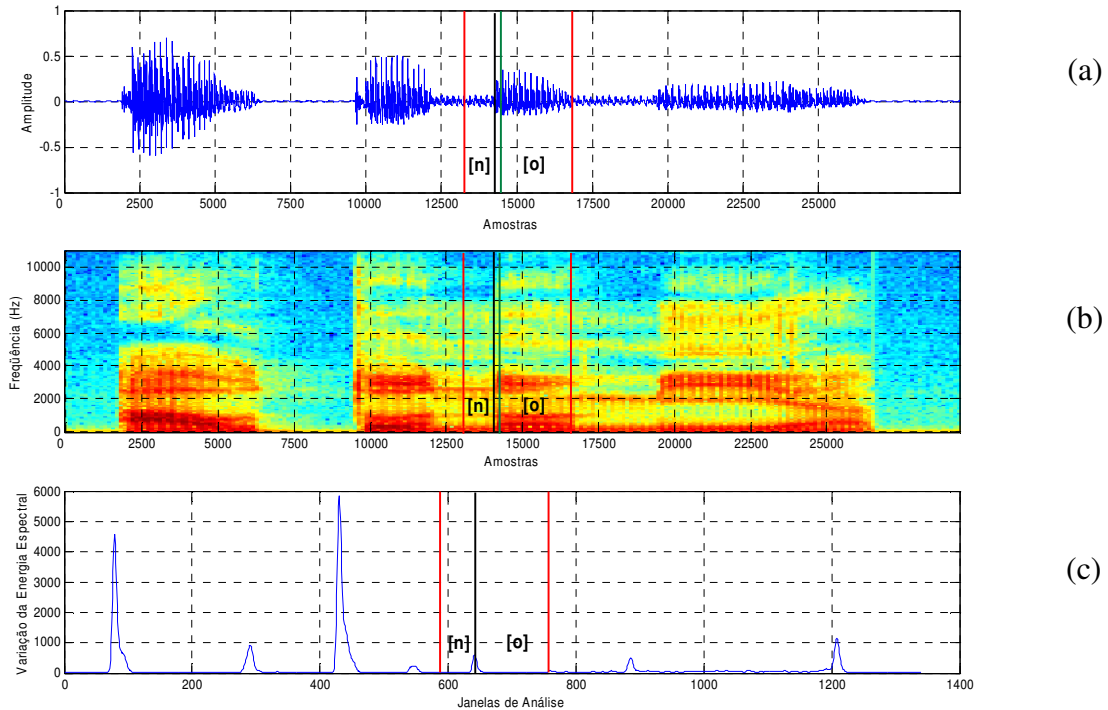 1
0.5
0
-0.5
-1
Amplitude
[n]
[o]
0 2500 5000 7500 10000 12500 15000 17500 20000 22500 25000
Amostras
(a)
10000
8000
6000
4000
2000
0
Freqüência (Hz)
[n]
[o]
0 2500 5000 7500 10000 12500 15000 17500 20000 22500 25000
Amostras
(b)
6000
5000
4000
3000
2000
1000
0
Variação da Energia Espectral
[n]
[o]
0 200 400 600 800 1000 1200 1400
Janelas de Análise
(c)